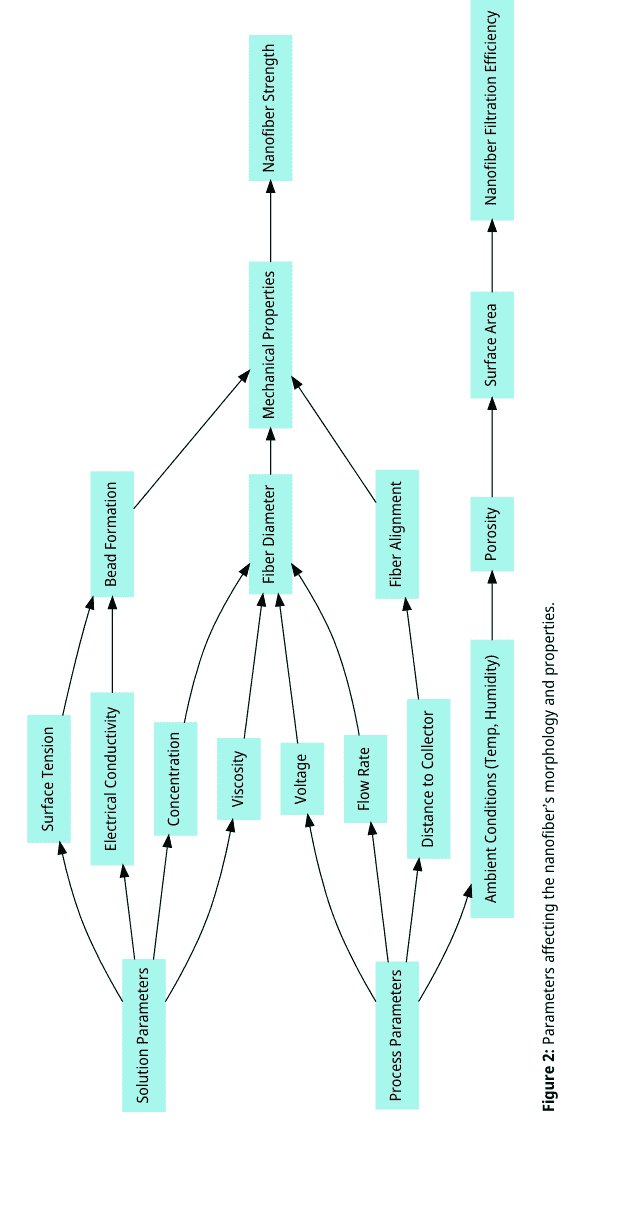 Solution Parameters
Process Parameters
Surface Tension
Electrical Conductivity
Concentration
Viscosity
Voltage
Flow Rate
Distance to Collector
Ambient Conditions (Temp, Humidity)
Bead Formation
Fiber Diameter
Fiber Alignment
Porosity
Mechanical Properties
Surface Area
Nanofiber Strength
Nanofiber Filtration Efficiency
Figure 2: Parameters affecting the nanofiber’s morphology and properties.